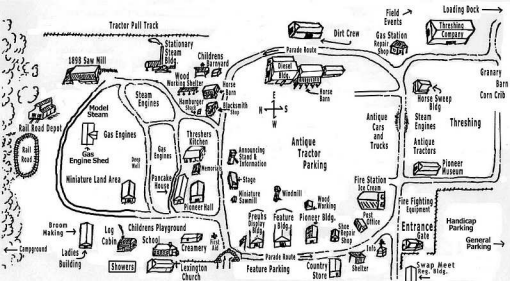 Tractor Pull Track
Field
Events
Loading Dock
Dirt Crew
Gas Station
Repair
Shop
Threshing
Company
Stationary
Steam
Bldg.
Childrens
Barnyard
Parade Route
1898 Saw Mill
Wood
Working Shelter
Horse
Barn
Diesel
Bldg.
Horse
Barn
Granary
Barn
Corn Crib
Hamburger
Stand
Blacksmith
Shop
Steam
Engines
Model
Steam
Horse Sweep
Bldg
E
N
S
W
Rail Road Depot
Gas Engines
Threshers
Kitchen
Antique
Cars
and
Trucks
Steam
Engines
Threshing
Antique
Tractors
Rail
Road
Gas
Engine Shed
Gas
Engines
Deep
Well
Announcing
Stand &
Information
Antique
Tractor
Parking
Memorial
Pioneer
Museum
Miniature Land Area
Pancake
House
Stage
Fire Station
Ice Cream
Miniature
Sawmill
Windmill
Pioneer Hall
Wood
Working
Fire Fighting
Equipment
Post
Office
Broom
Making
Log
Cabin
Childrens Playground
School
Creamery
First
Aid
Preuhs
Bldg
Feature
Bldg
Pioneer Bldg.
Shoe
Repair
Shop
Info
Entrance
Gate
Handicap
Parking
General
Parking
Campground
Ladies
Building
Showers
Lexington
Church
Parade Route
Feature Parking
Country
Store
Shelter
Swap Meet
Reg. Bldg.